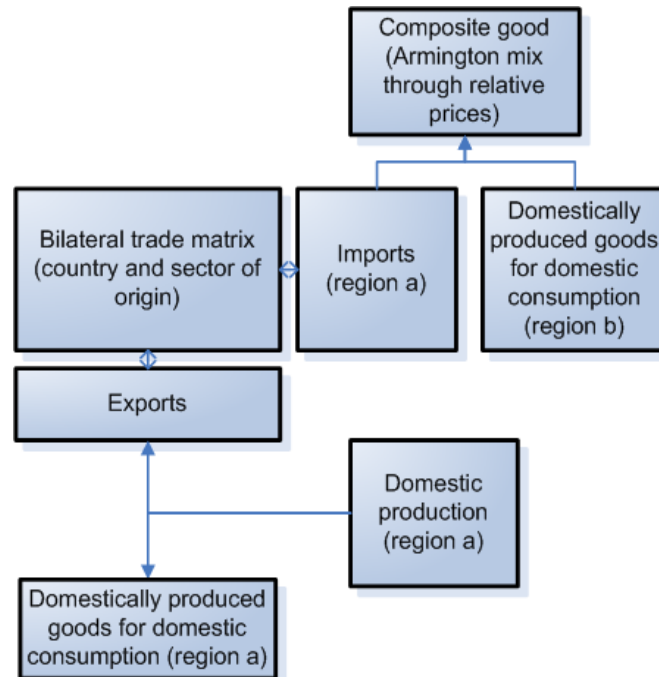 Composite good
(Armington mix
through relative
prices)
Bilateral trade matrix
(country and sector of
origin)
Imports
(region a)
Domestically
produced goods
for domestic
consumption
(region b)
Exports
Domestic
production
(region a)
Domestically produced
goods for domestic
consumption (region a)